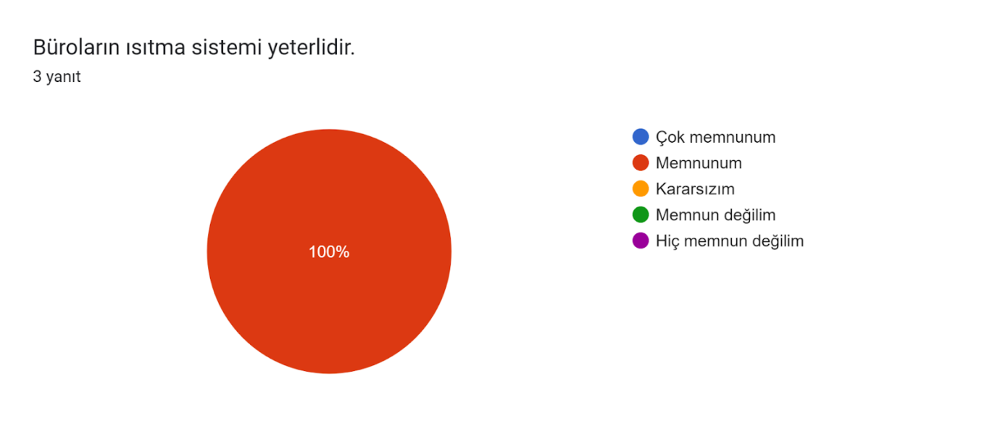 Büroların ısıtma sistemi yeterlidir.
3 yanıt
100%
Çok memnunum
Memnunum
Kararsızım
Memnun değilim
Hiç memnun değilim